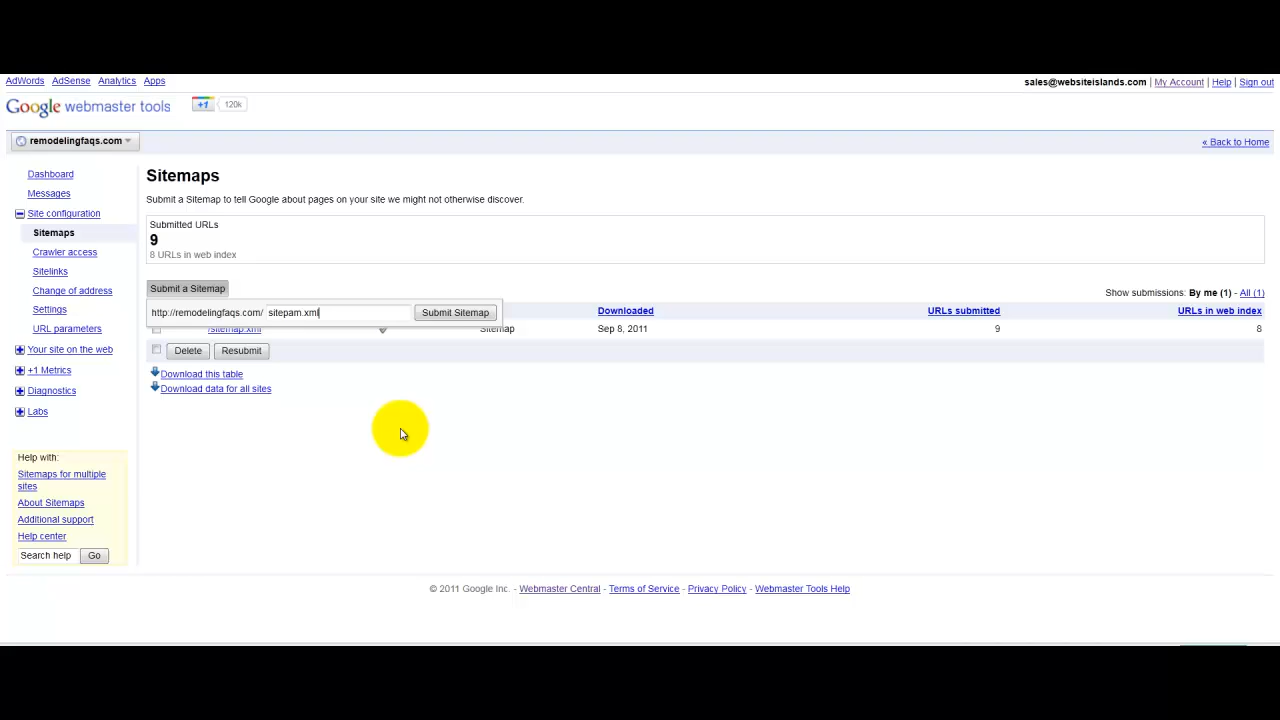 AdWords AdSense Analytics Apps
sales@websiteislands.com | My Account | Help | Sign out
Google webmaster tools +1 120k
remodelingfaqs.com
« Back to Home
Dashboard
Messages
Site configuration
Sitemaps
Crawler access
Sitelinks
Change of address
Settings
URL parameters
Your site on the web
+1 Metrics
Diagnostics
Labs
Help with:
Sitemaps for multiple
sites
About Sitemaps
Additional support
Help center
Search help Go
Sitemaps
Submit a Sitemap to tell Google about pages on your site we might not otherwise discover.
Submitted URLs
9
8 URLs in web index
Submit a Sitemap
Show submissions: By me (1) - All (1)
http://remodelingfaqs.com/ sitepam.xml Submit Sitemap
Downloaded URLs submitted URLs in web index
/sitemap.xml Sitemap Sep 8, 2011 9 8
Delete Resubmit
Download this table
Download data for all sites
© 2011 Google Inc. - Webmaster Central - Terms of Service - Privacy Policy - Webmaster Tools Help